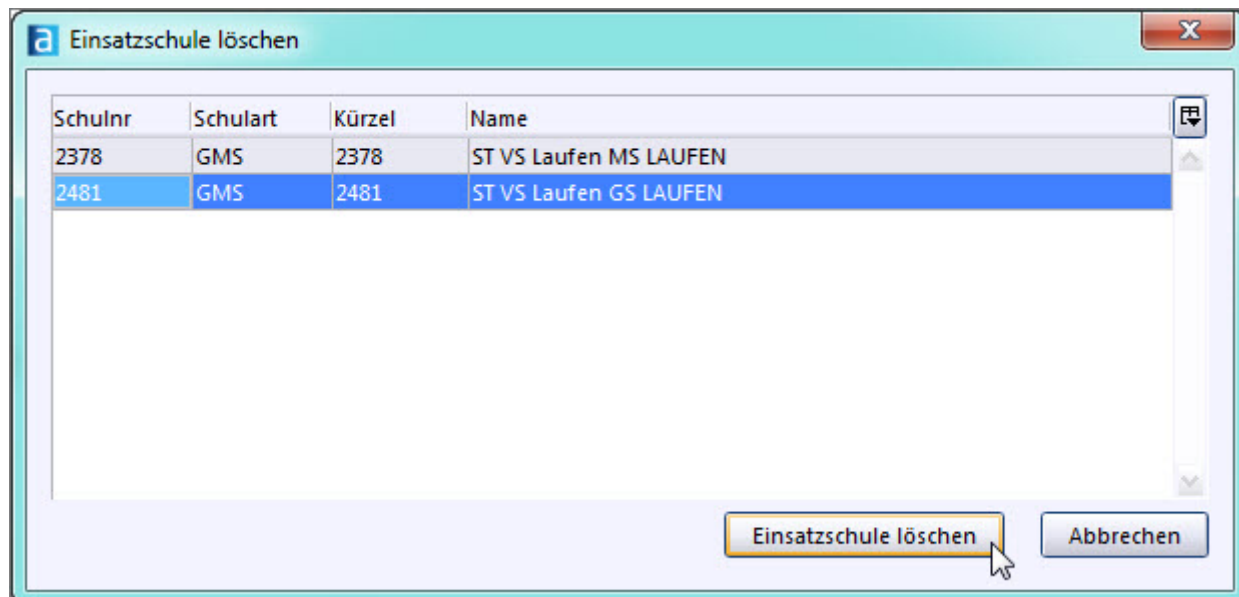 a Einsatzschule löschen
Schulnr Schulart Kürzel Name
2378 GMS 2378 ST VS Laufen MS LAUFEN
2481 GMS 2481 ST VS Laufen GS LAUFEN
Einsatzschule löschen Abbrechen